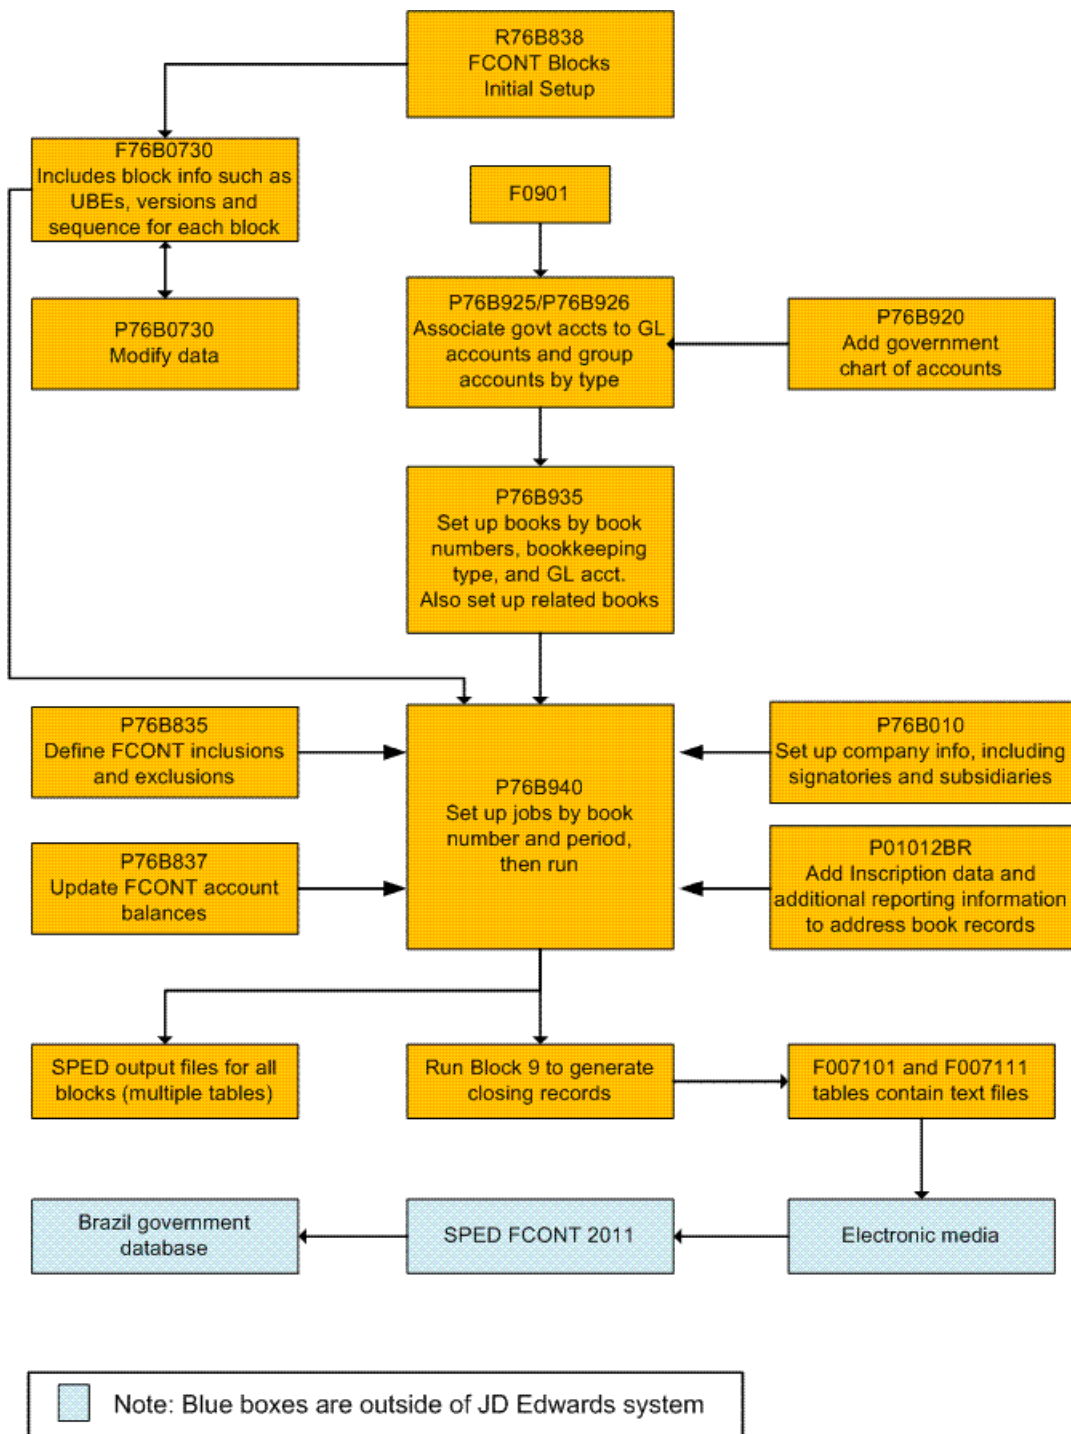 R76B838
FCONT Blocks
Initial Setup
F76B0730
Includes block info such as
UBEs, versions and
sequence for each block
F0901
P76B0730
Modify data
P76B925/P76B926
Associate govt accts to GL
accounts and group
accounts by type
P76B920
Add government
chart of accounts
P76B935
Set up books by book
numbers, bookkeeping
type, and GL acct.
Also set up related books
P76B835
Define FCONT inclusions
and exclusions
P76B940
Set up jobs by book
number and period,
then run
P76B010
Set up company info, including
signatories and subsidiaries
P76B837
Update FCONT account
balances
P01012BR
Add Inscription data and
additional reporting information
to address book records
SPED output files for all
blocks (multiple tables)
Run Block 9 to generate
closing records
F007101 and F007111
tables contain text files
Brazil government
database
SPED FCONT 2011
Electronic media
Note: Blue boxes are outside of JD Edwards system